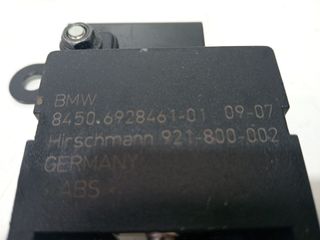 BMW
8450.6928461-01 09-07
Hirschmann 921-800-002
GERMANY
>ABS<